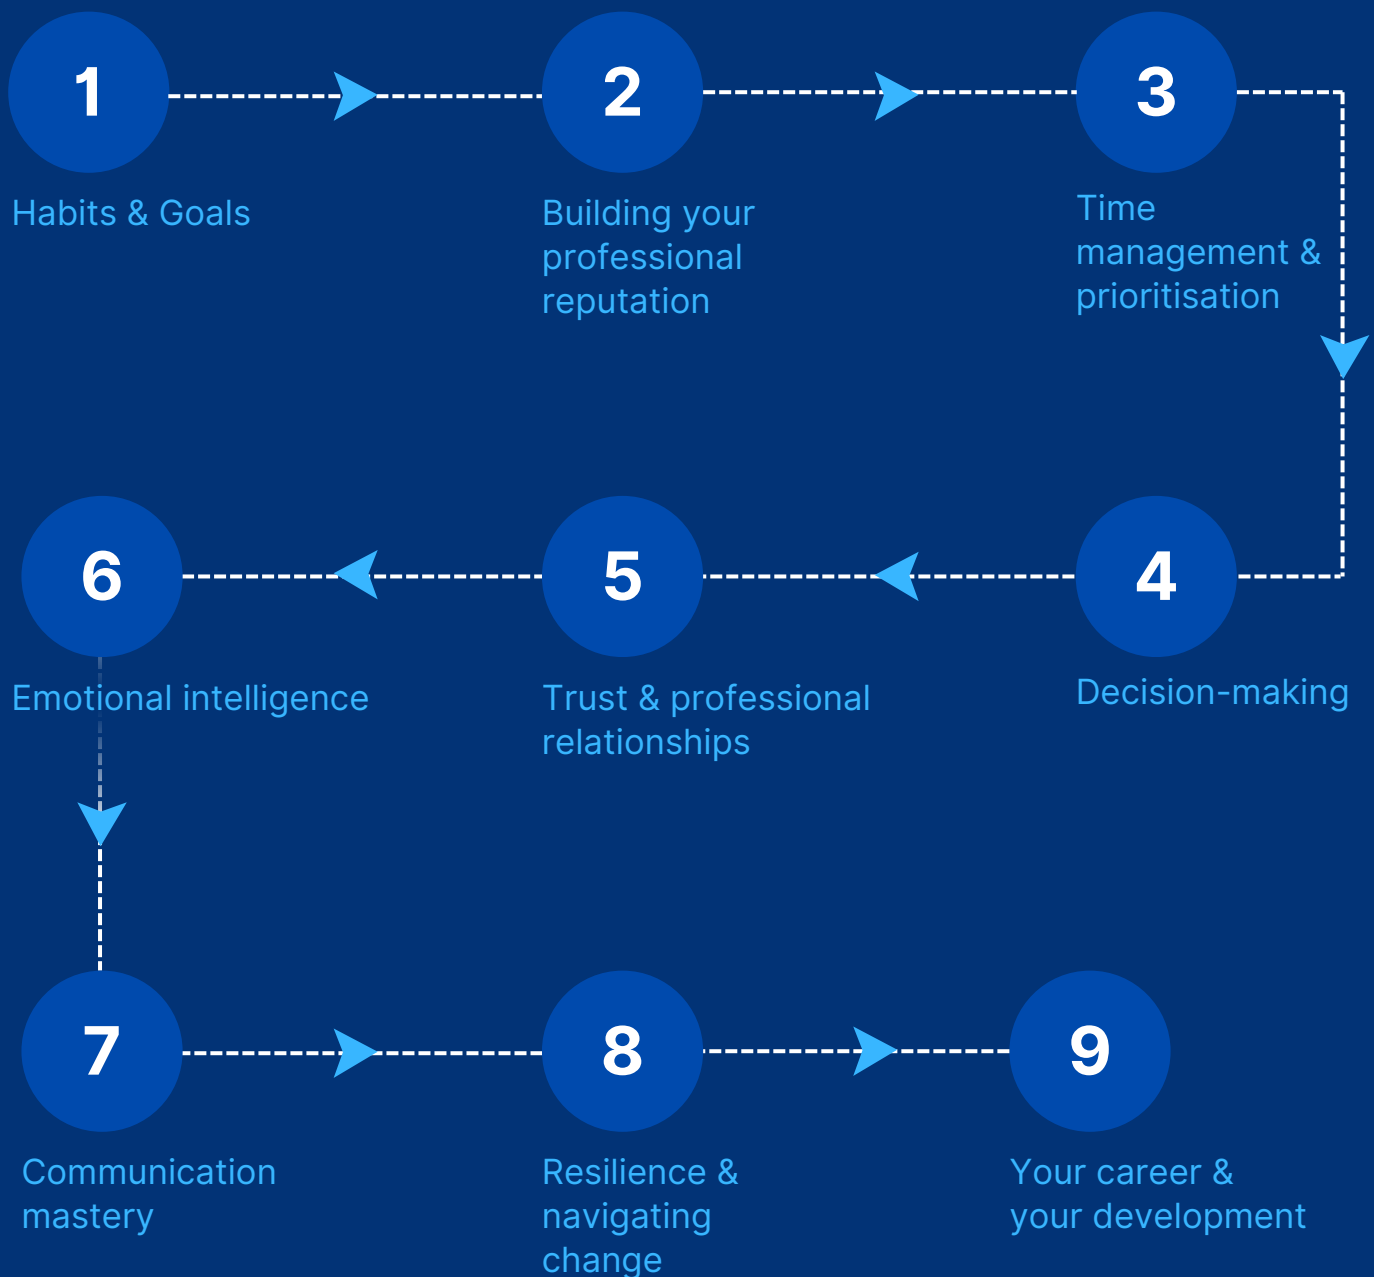 1
Habits & Goals
2
Building your
professional
reputation
3
Time
management &
prioritisation
4
Decision-making
5
Trust & professional
relationships
6
Emotional intelligence
7
Communication
mastery
8
Resilience &
navigating
change
9
Your career &
your development